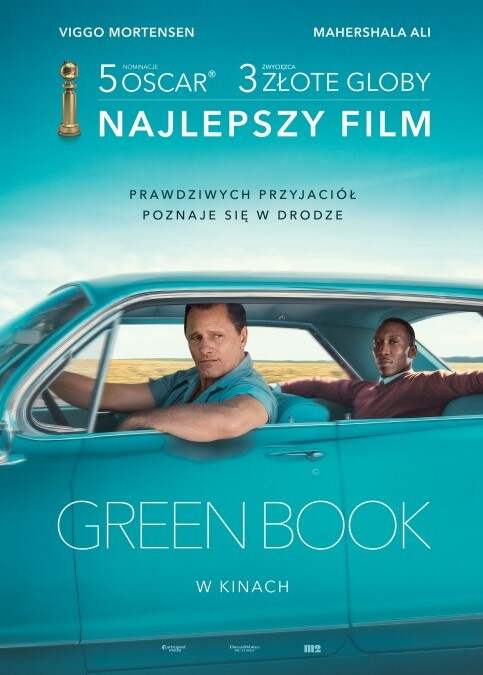 VIGGO MORTENSEN MAHERSHALA ALI
NOMINACJE ZWYCIĘZCA
5 OSCAR® 3 ZŁOTE GLOBY
NAJLEPSZY FILM
PRAWDZIWYCH PRZYJACIÓŁ
POZNAJE SIĘ W DRODZE
©
GREEN BOOK
W KINACH
M2